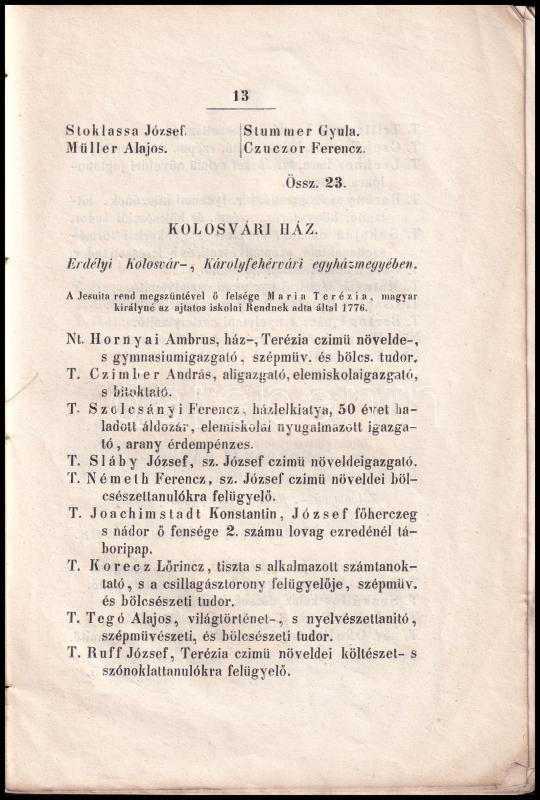 13
Stoklassa József. Stummer Gyula.
Müller Alajos. Czuczor Ferencz.
Össz. 23.
KOLOSVÁRI HÁZ.
Erdélyi Kolosvár-, Károlyfehérvári egyházmegyében.
A Jesuita rend megszüntével ő felsége Maria Terézia, magyar
királyné az ajtatos iskolai Rendnek adta által 1776.
Nt. Hornyai Ambrus, ház-, Terézia czimü növelde-,
s gymnasiumigazgató, szépmüv. és bölcs. tudor.
T. Czimber András, aligazgató, elemiskolaigazgató,
s hitoktató.
T. Szolcsányi Ferencz, házlelkiatya, 50 évet ha-
ladott áldozár, elemiskolai nyugalmazott igazga-
tó, arany érdempénzes.
T. Sláby József, sz. József czimü növeldeigazgató.
T. Németh Ferencz, sz. József czimü növeldei böl-
csészettanulókra felügyelő.
T. Joachimstadt Konstantin, József főherczeg
s nádor ő fensége 2. számu lovag ezredénél tá-
boripap.
T. Korecz Lőrincz, tiszta s alkalmazott számtanok-
tató, s a csillagásztorony felügyelője, szépmüv.
és bölcsészeti tudor.
T. Tegó Alajos, világtörténet-, s nyelvészettanító,
szépmüvészeti, és bölcsészeti tudor.
T. Ruff József, Terézia czimü növeldei költészet- s
szónoklattanulókra felügyelő.